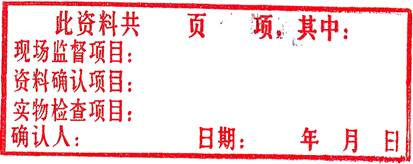 此资料共 页 项，其中：
现场监督项目：
资料确认项目：
实物检查项目：
确认人： 日期： 年 月 日